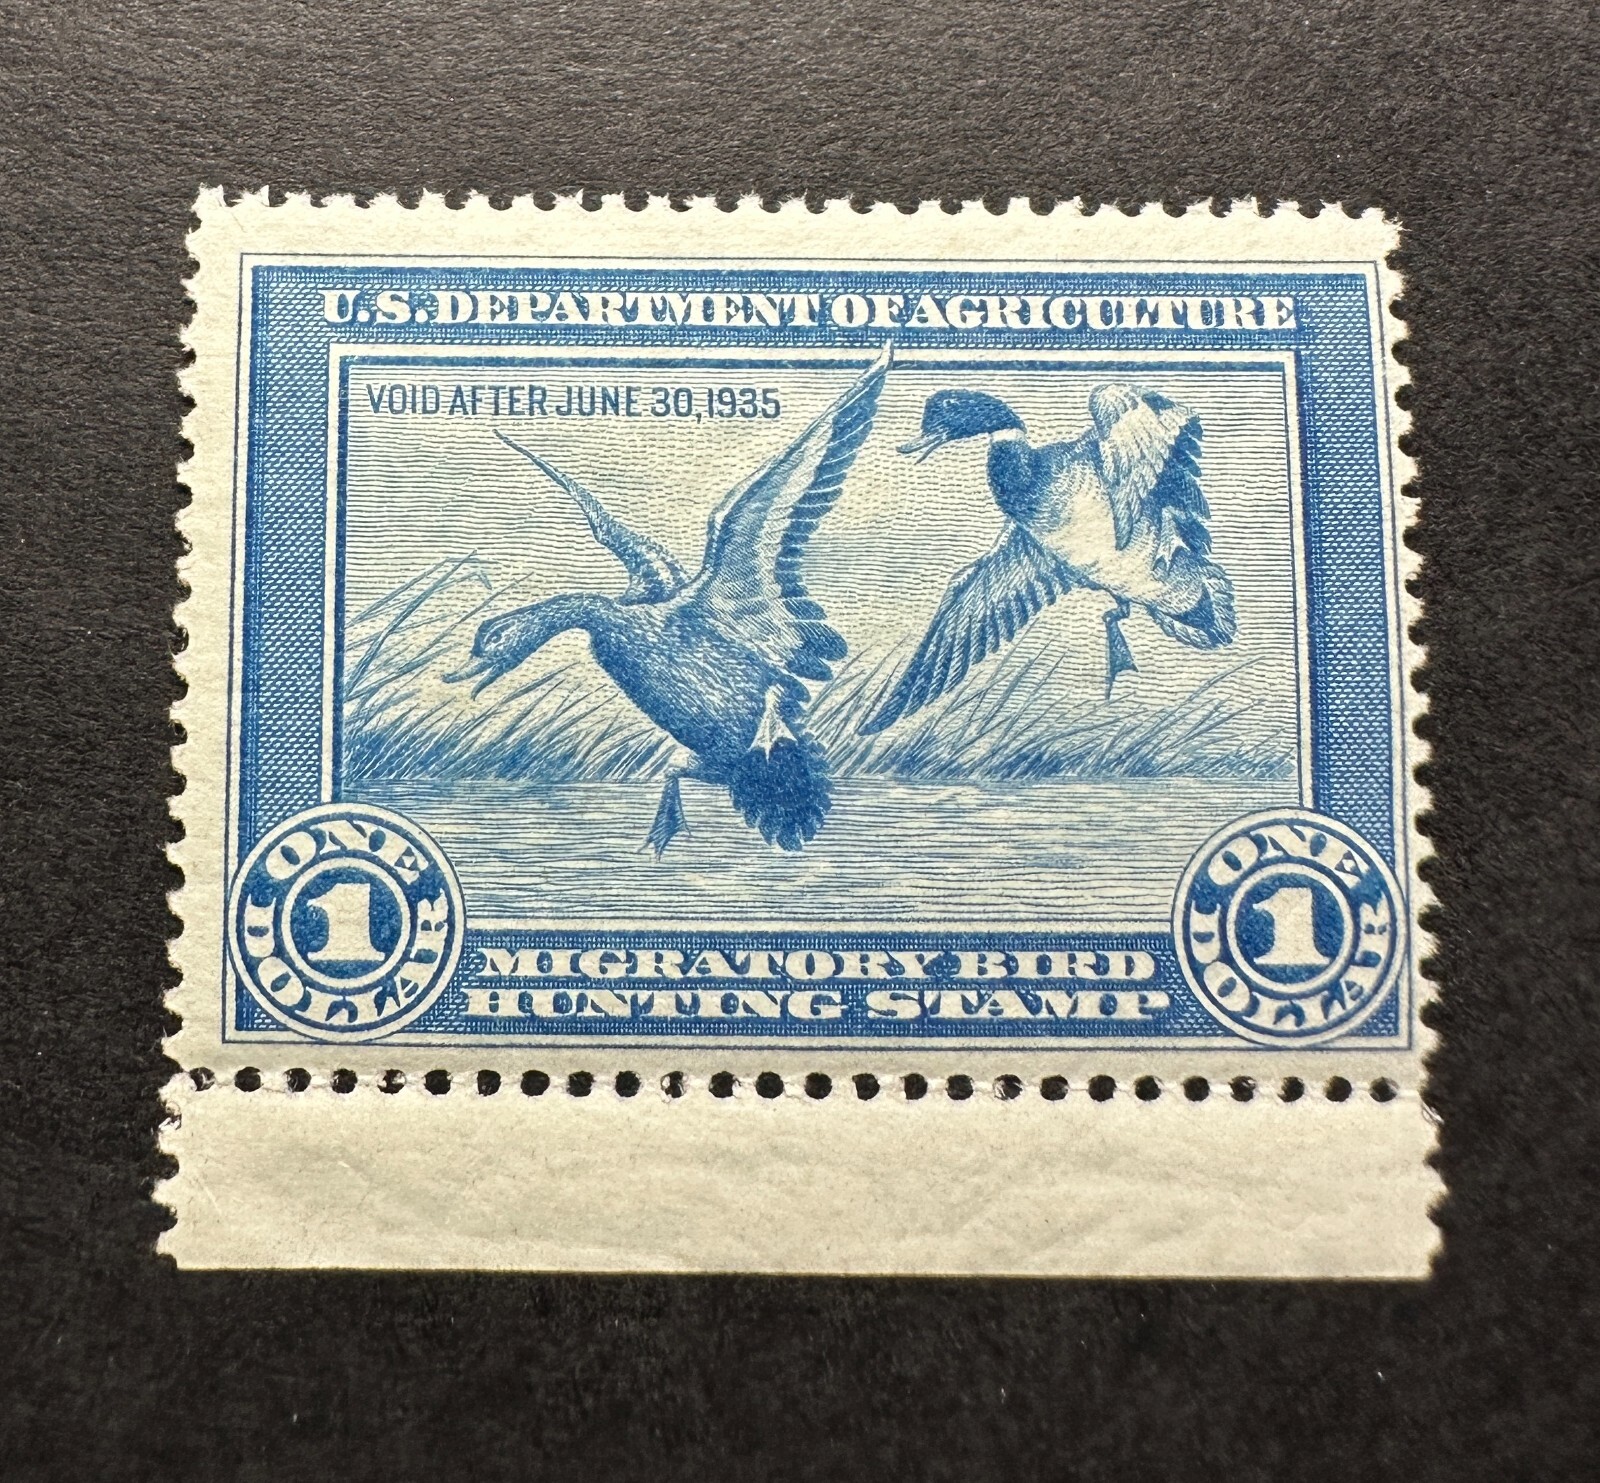 U.S. DEPARTMENT OF AGRICULTURE
VOID AFTER JUNE 30, 1935
ONE DOLLAR
1
ONE DOLLAR
1
MIGRATORY BIRD
HUNTING STAMP